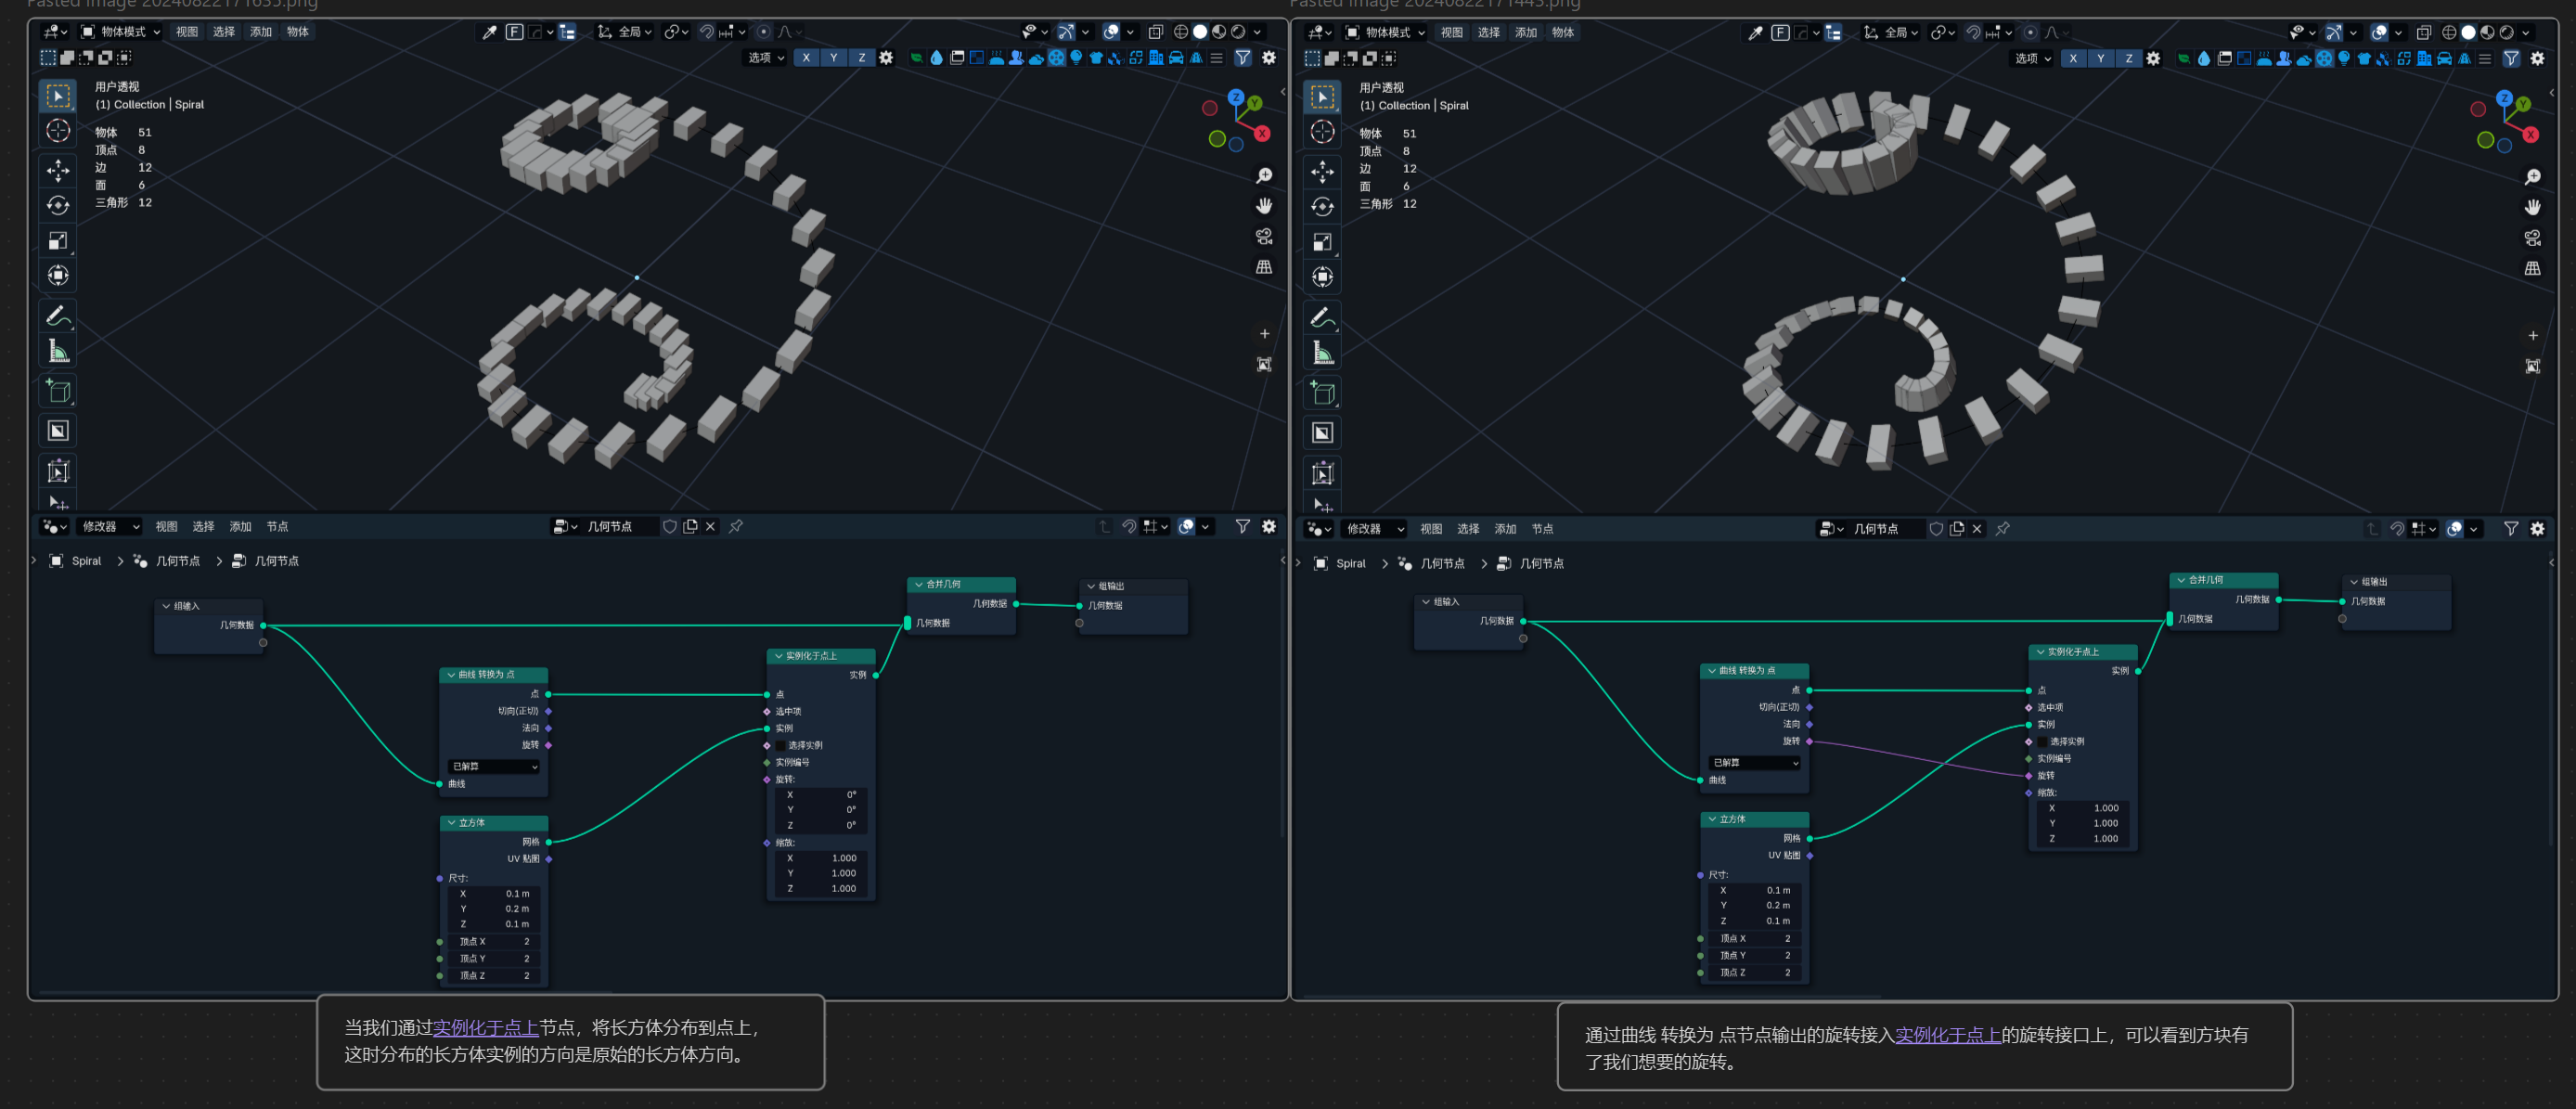 Pasted Image 20240822171635.png
Pasted Image 20240822171443.png
物体模式 视图 选择 添加 物体
F
全局
选项 X Y Z
用户透视
(1) Collection | Spiral
物体 51
顶点 8
边 12
面 6
三角形 12
Z Y X
修改器 视图 选择 添加 节点
几何节点
Spiral > 几何节点 > 几何节点
组输入
几何数据
合并几何
几何数据
几何数据
组输出
几何数据
曲线 转换为 点
点
切向(正切)
法向
旋转
已解算
曲线
立方体
网格
UV 贴图
尺寸:
X 0.1 m
Y 0.2 m
Z 0.1 m
顶点 X 2
顶点 Y 2
顶点 Z 2
实例化于点上
实例
点
选中项
实例
选择实例
实例编号
旋转:
X 0°
Y 0°
Z 0°
缩放:
X 1.000
Y 1.000
Z 1.000
当我们通过实例化于点上节点，将长方体分布到点上，
这时分布的长方体实例的方向是原始的长方体方向。
物体模式 视图 选择 添加 物体
F
全局
选项 X Y Z
用户透视
(1) Collection | Spiral
物体 51
顶点 8
边 12
面 6
三角形 12
Z Y X
修改器 视图 选择 添加 节点
几何节点
Spiral > 几何节点 > 几何节点
组输入
几何数据
合并几何
几何数据
几何数据
组输出
几何数据
曲线 转换为 点
点
切向(正切)
法向
旋转
已解算
曲线
立方体
网格
UV 贴图
尺寸:
X 0.1 m
Y 0.2 m
Z 0.1 m
顶点 X 2
顶点 Y 2
顶点 Z 2
实例化于点上
实例
点
选中项
实例
选择实例
实例编号
旋转
缩放:
X 1.000
Y 1.000
Z 1.000
通过曲线 转换为 点节点输出的旋转接入实例化于点上的旋转接口上，可以看到方块有
了我们想要的旋转。